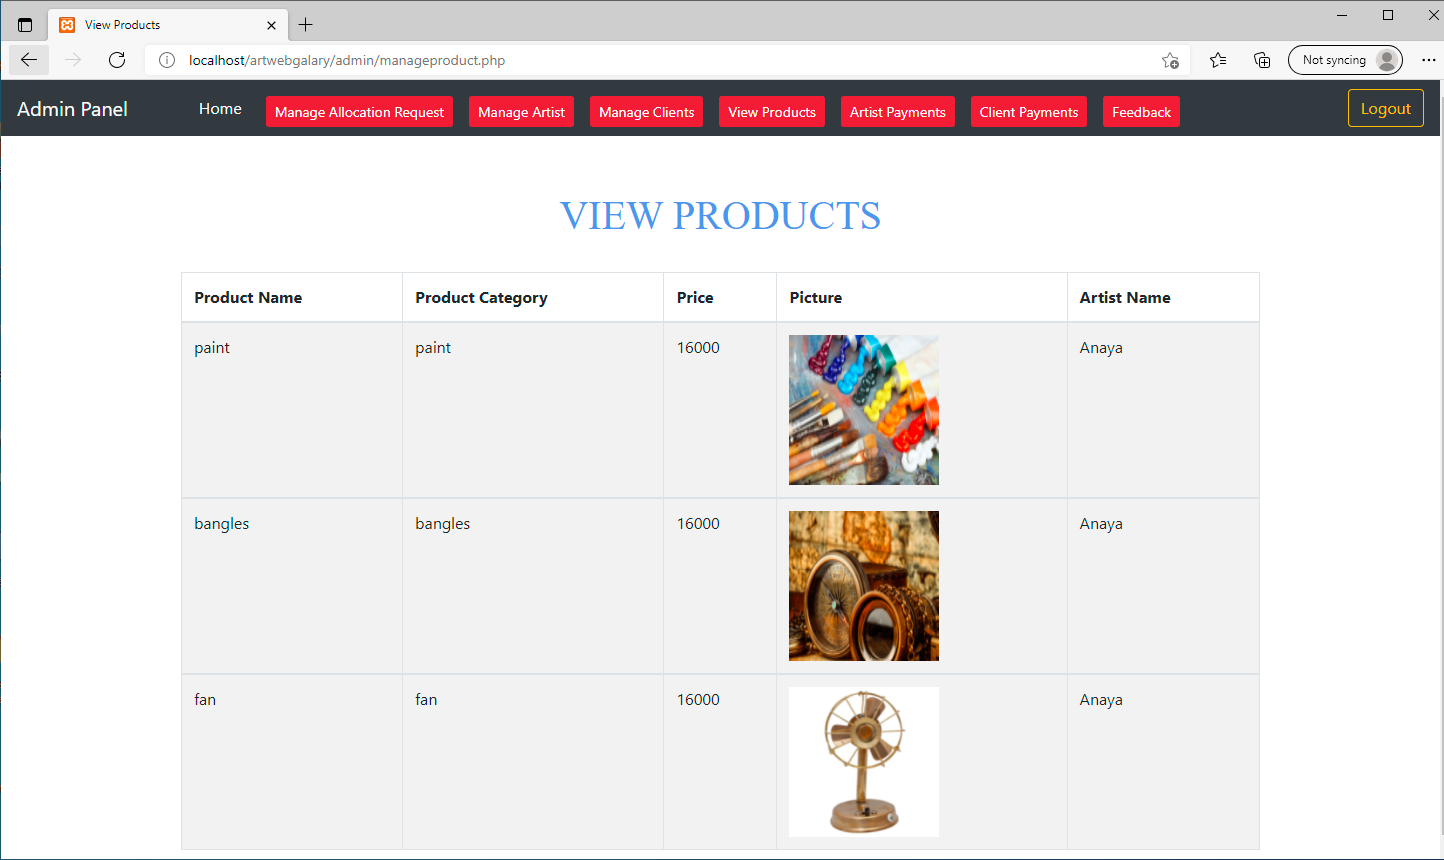 View Products
localhost/artwebgalary/admin/manageproduct.php
Not syncing
Admin Panel Home Manage Allocation Request Manage Artist Manage Clients View Products Artist Payments Client Payments Feedback Logout
VIEW PRODUCTS
Product Name Product Category Price Picture Artist Name
paint paint 16000 Anaya
bangles bangles 16000 Anaya
fan fan 16000 Anaya